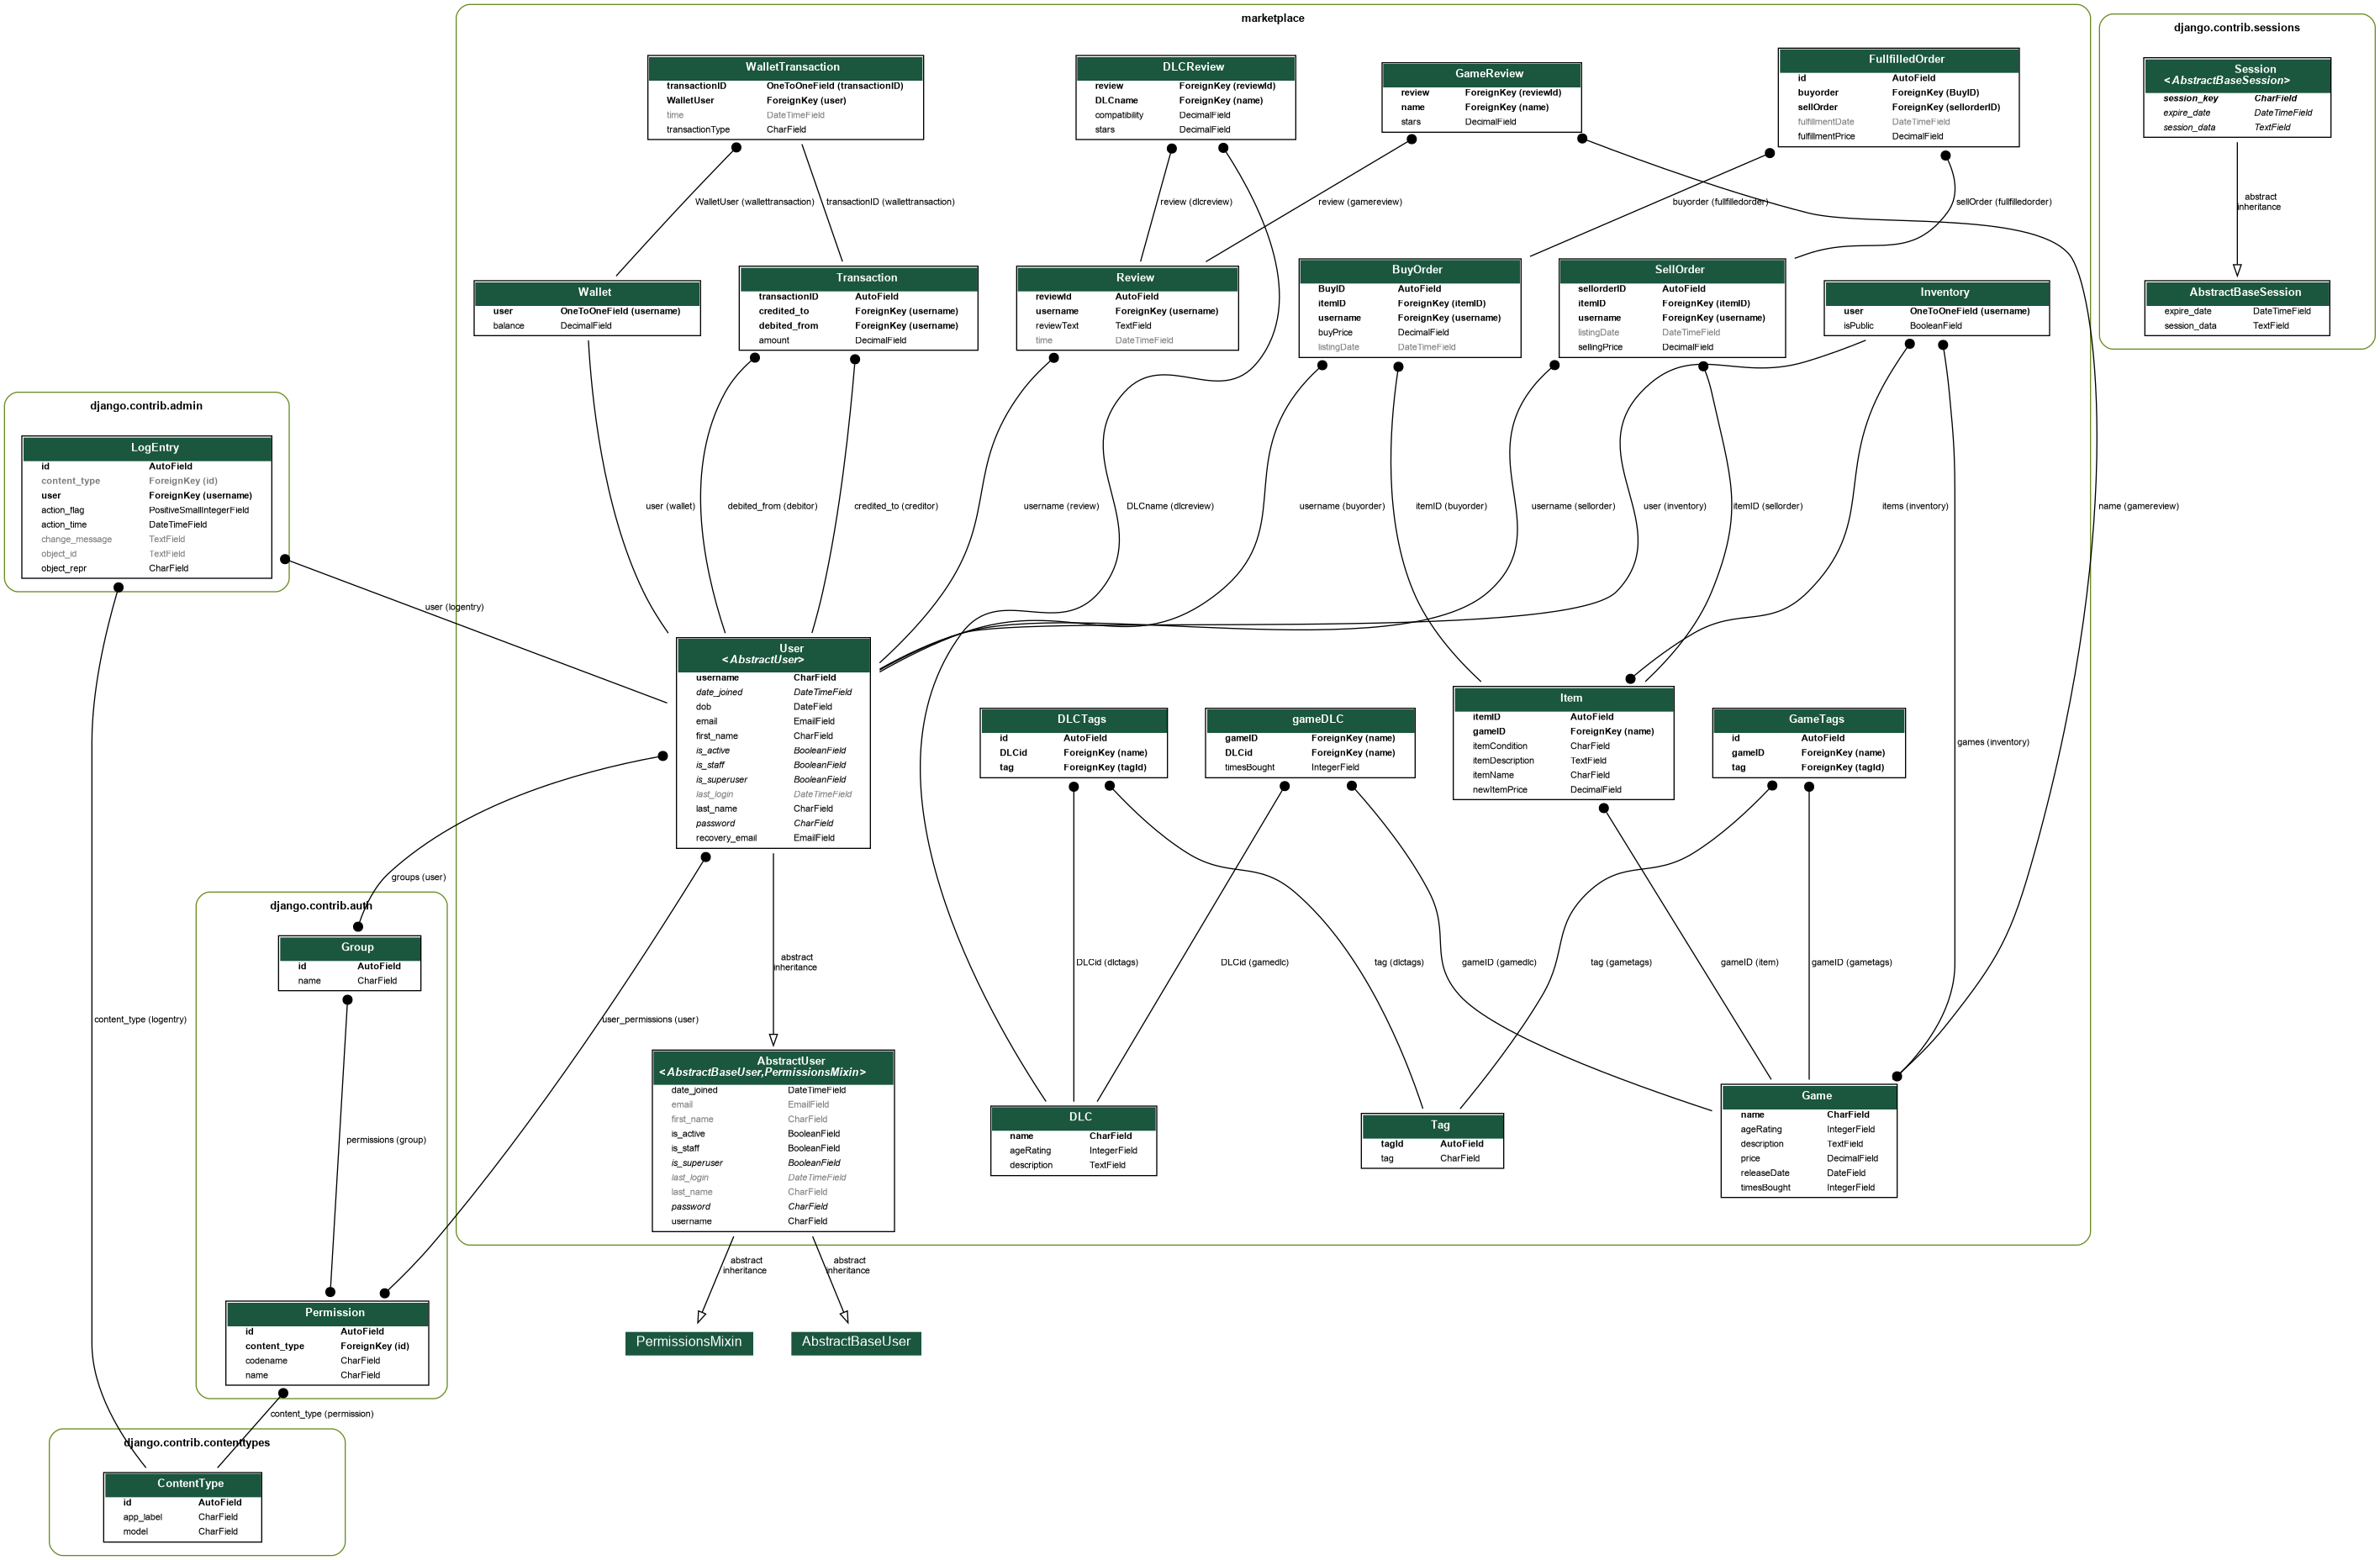 marketplace
WalletTransaction
transactionID OneToOneField (transactionID)
WalletUser ForeignKey (user)
time DateTimeField
transactionType CharField
DLCReview
review ForeignKey (reviewId)
DLCname ForeignKey (name)
compatibility DecimalField
stars DecimalField
GameReview
review ForeignKey (reviewId)
name ForeignKey (name)
stars DecimalField
FullfilledOrder
id AutoField
buyorder ForeignKey (BuyID)
sellOrder ForeignKey (sellorderID)
fulfillmentDate DateTimeField
fulfillmentPrice DecimalField
django.contrib.sessions
Session
<AbstractBaseSession>
session_key CharField
expire_date DateTimeField
session_data TextField
WalletUser (wallettransaction)
transactionID (wallettransaction)
review (dlcreview)
review (gamereview)
buyorder (fullfilledorder)
sellOrder (fullfilledorder)
abstract
inheritance
Wallet
user OneToOneField (username)
balance DecimalField
Transaction
transactionID AutoField
credited_to ForeignKey (username)
debited_from ForeignKey (username)
amount DecimalField
Review
reviewId AutoField
username ForeignKey (username)
reviewText TextField
time DateTimeField
BuyOrder
BuyID AutoField
itemID ForeignKey (itemID)
username ForeignKey (username)
buyPrice DecimalField
listingDate DateTimeField
SellOrder
sellorderID AutoField
itemID ForeignKey (itemID)
username ForeignKey (username)
listingDate DateTimeField
sellingPrice DecimalField
Inventory
user OneToOneField (username)
isPublic BooleanField
AbstractBaseSession
expire_date DateTimeField
session_data TextField
django.contrib.admin
LogEntry
id AutoField
content_type ForeignKey (id)
user ForeignKey (username)
action_flag PositiveSmallIntegerField
action_time DateTimeField
change_message TextField
object_id TextField
object_repr CharField
user (wallet)
debited_from (debitor)
credited_to (creditor)
username (review)
DLCname (dlcreview)
username (buyorder)
itemID (buyorder)
username (sellorder)
user (inventory)
itemID (sellorder)
items (inventory)
name (gamereview)
user (logentry)
User
<AbstractUser>
username CharField
date_joined DateTimeField
dob DateField
email EmailField
first_name CharField
is_active BooleanField
is_staff BooleanField
is_superuser BooleanField
last_login DateTimeField
last_name CharField
password CharField
recovery_email EmailField
DLCTags
id AutoField
DLCid ForeignKey (name)
tag ForeignKey (tagId)
gameDLC
gameID ForeignKey (name)
DLCid ForeignKey (name)
timesBought IntegerField
Item
itemID AutoField
gameID ForeignKey (name)
itemCondition CharField
itemDescription TextField
itemName CharField
newItemPrice DecimalField
GameTags
id AutoField
gameID ForeignKey (name)
tag ForeignKey (tagId)
games (inventory)
groups (user)
django.contrib.auth
Group
id AutoField
name CharField
abstract
inheritance
DLCid (dlctags)
DLCid (gamedlc)
tag (dlctags)
gameID (gamedlc)
tag (gametags)
gameID (item)
gameID (gametags)
content_type (logentry)
user_permissions (user)
permissions (group)
AbstractUser
<AbstractBaseUser,PermissionsMixin>
date_joined DateTimeField
email EmailField
first_name CharField
is_active BooleanField
is_staff BooleanField
is_superuser BooleanField
last_login DateTimeField
last_name CharField
password CharField
username CharField
DLC
name CharField
ageRating IntegerField
description TextField
Tag
tagId AutoField
tag CharField
Game
name CharField
ageRating IntegerField
description TextField
price DecimalField
releaseDate DateField
timesBought IntegerField
abstract
inheritance
abstract
inheritance
Permission
id AutoField
content_type ForeignKey (id)
codename CharField
name CharField
PermissionsMixin
AbstractBaseUser
content_type (permission)
django.contrib.contenttypes
ContentType
id AutoField
app_label CharField
model CharField